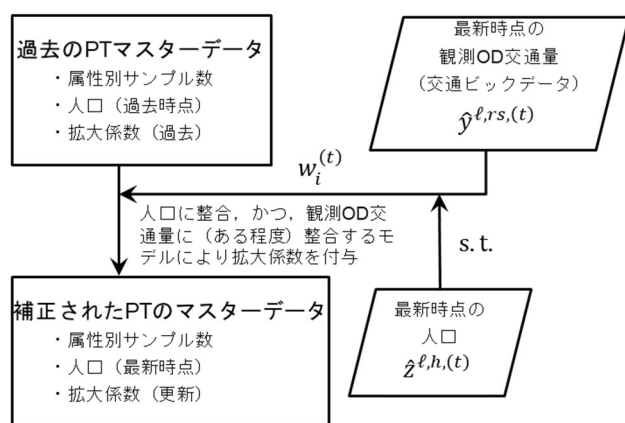 過去のPTマスターデータ
・属性別サンプル数
・人口（過去時点）
・拡大係数（過去）
最新時点の
観測OD交通量
（交通ビックデータ）
ŷ^{ℓ,rs,(t)}
w_i^{(t)}
人口に整合，かつ，観測OD交
通量に（ある程度）整合するモ
デルにより拡大係数を付与
s.t.
補正されたPTのマスターデータ
・属性別サンプル数
・人口（最新時点）
・拡大係数（更新）
最新時点の
人口
ẑ^{ℓ,h,(t)}